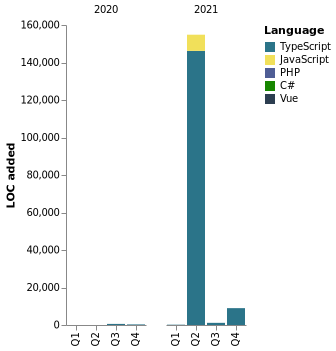 2020
2021
LOC added
160,000
140,000
120,000
100,000
80,000
60,000
40,000
20,000
0
Q1
Q2
Q3
Q4
Q1
Q2
Q3
Q4
Language
TypeScript
JavaScript
PHP
C#
Vue